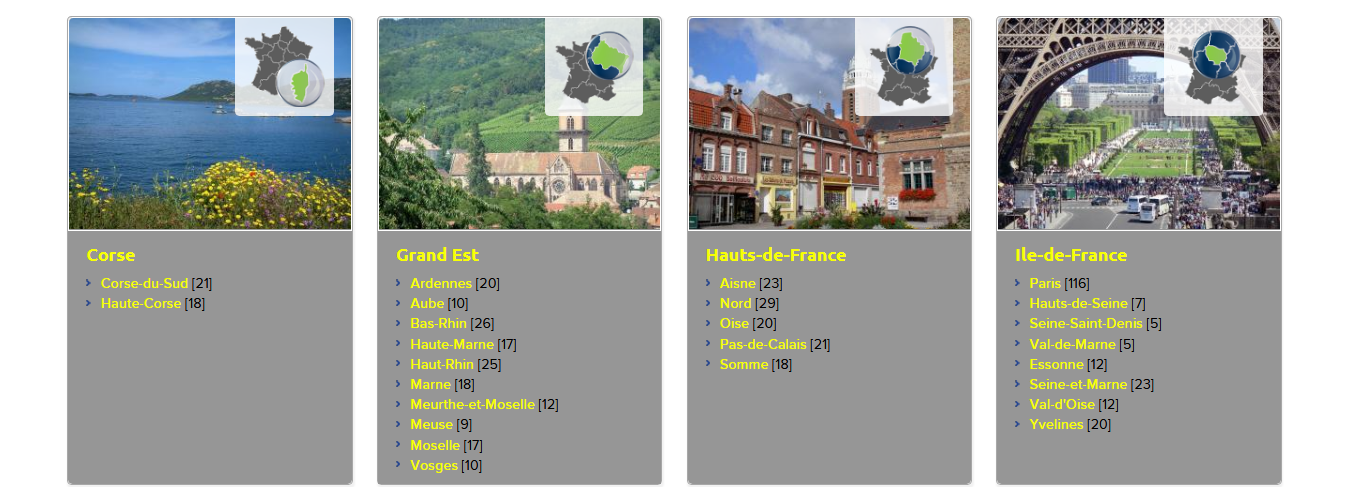 Corse
Corse-du-Sud [21]
Haute-Corse [18]
Grand Est
Ardennes [20]
Aube [10]
Bas-Rhin [26]
Haute-Marne [17]
Haut-Rhin [25]
Marne [18]
Meurthe-et-Moselle [12]
Meuse [9]
Moselle [17]
Vosges [10]
Hauts-de-France
Aisne [23]
Nord [29]
Oise [20]
Pas-de-Calais [21]
Somme [18]
Ile-de-France
Paris [116]
Hauts-de-Seine [7]
Seine-Saint-Denis [5]
Val-de-Marne [5]
Essonne [12]
Seine-et-Marne [23]
Val-d'Oise [12]
Yvelines [20]